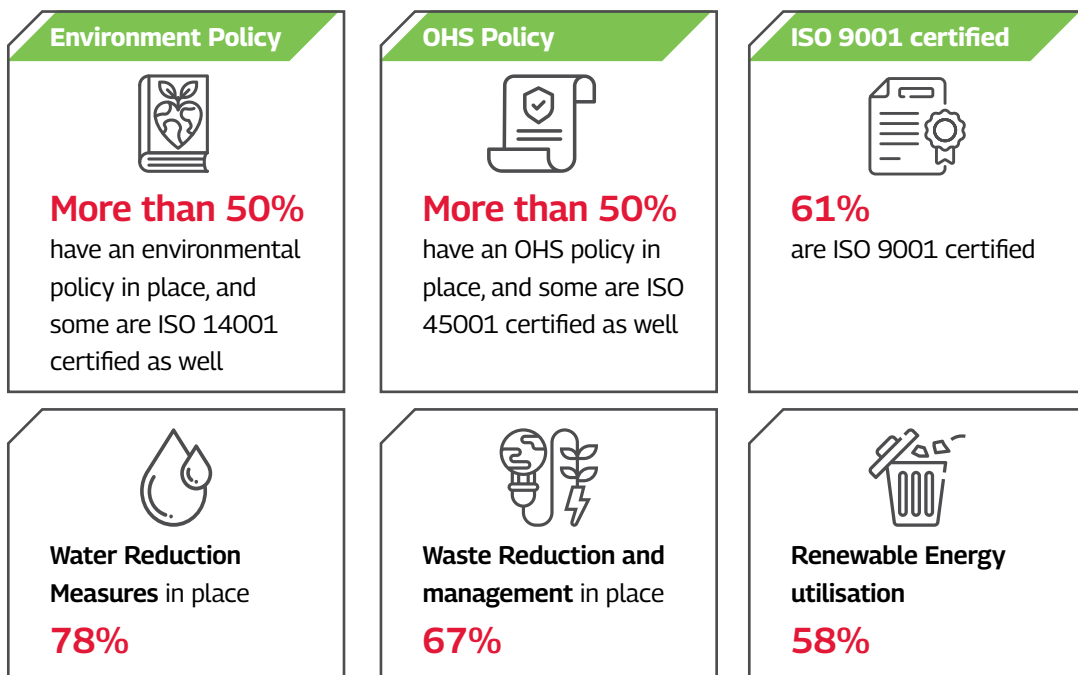 Environment Policy
More than 50%
have an environmental
policy in place, and
some are ISO 14001
certified as well
OHS Policy
More than 50%
have an OHS policy in
place, and some are ISO
45001 certified as well
ISO 9001 certified
61%
are ISO 9001 certified
Water Reduction
Measures in place
78%
Waste Reduction and
management in place
67%
Renewable Energy
utilisation
58%